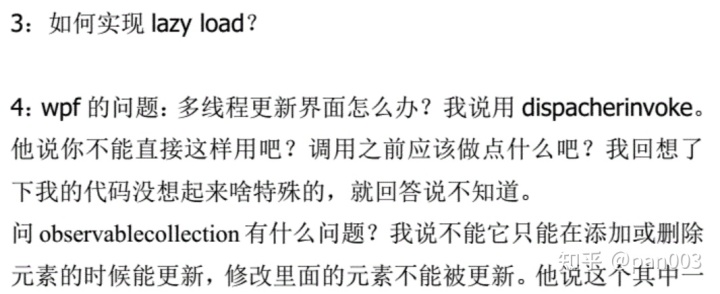 3：如何实现 lazy load？
4: wpf 的问题：多线程更新界面怎么办？我说用 dispacherinvoke。
他说你不能直接这样用吧？调用之前应该做点什么吧？我回想了
下我的代码没想起来啥特殊的，就回答说不知道。
问 observablecollection 有什么问题？我说不能它只能在添加或删除
元素的时候能更新，修改里面的元素不能被更新。他说这个其中一
知乎 @pan003